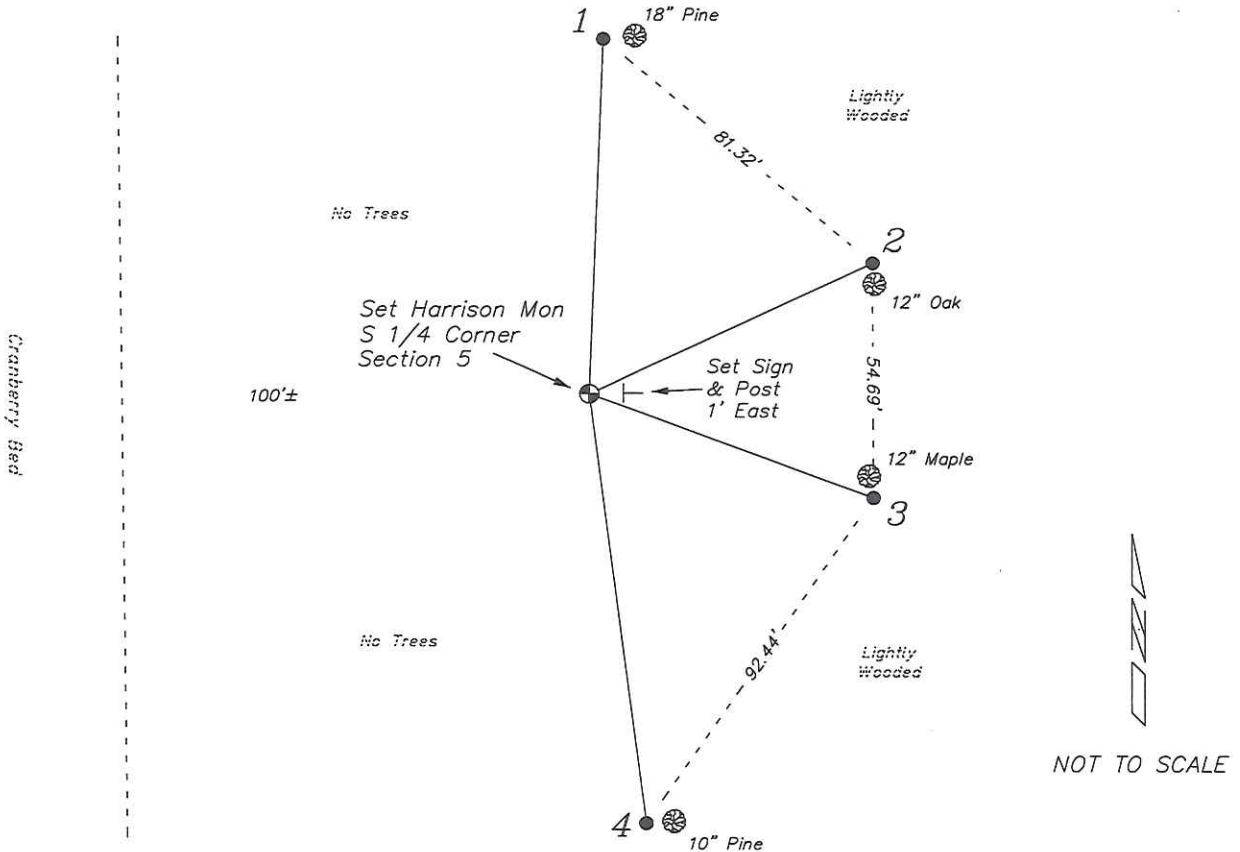 1
18" Pine
Lightly
Wooded
81.32'
No Trees
2
12" Oak
Set Harrison Mon
S 1/4 Corner
Section 5
Set Sign
& Post
1' East
54.69'
Cranberry Bed
100'±
12" Maple
3
No Trees
92.44'
Lightly
Wooded
N
NOT TO SCALE
4
10" Pine